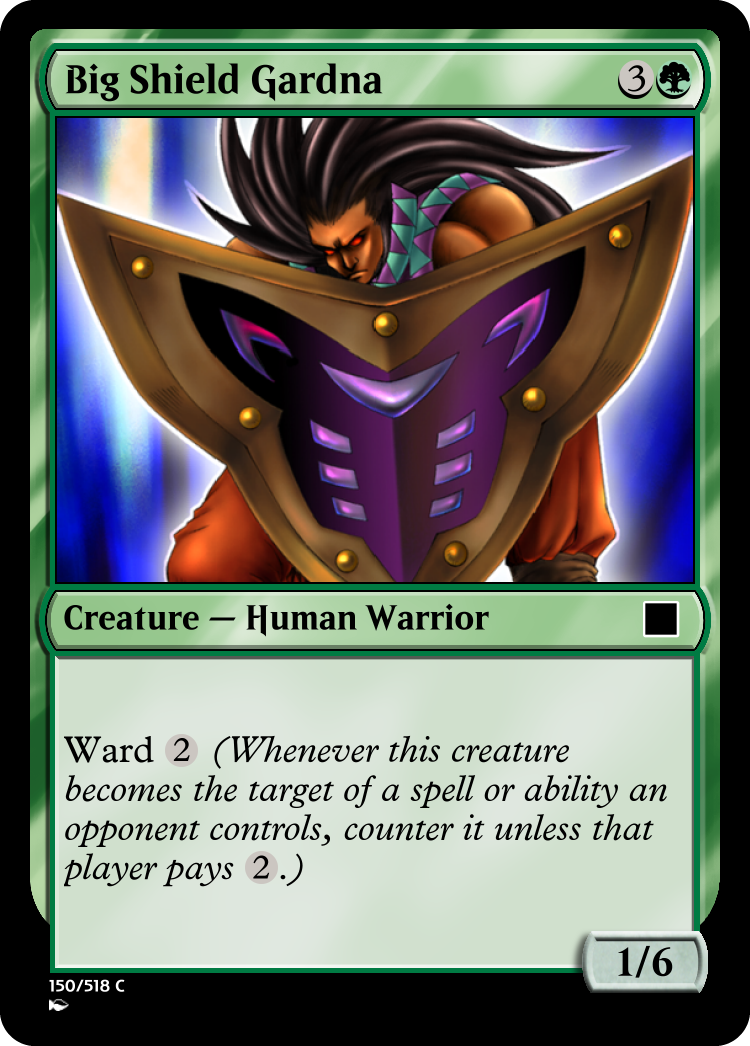 Big Shield Gardna 3
Creature — Human Warrior
Ward 2 (Whenever this creature
becomes the target of a spell or ability an
opponent controls, counter it unless that
player pays 2.)
1/6
150/518 C